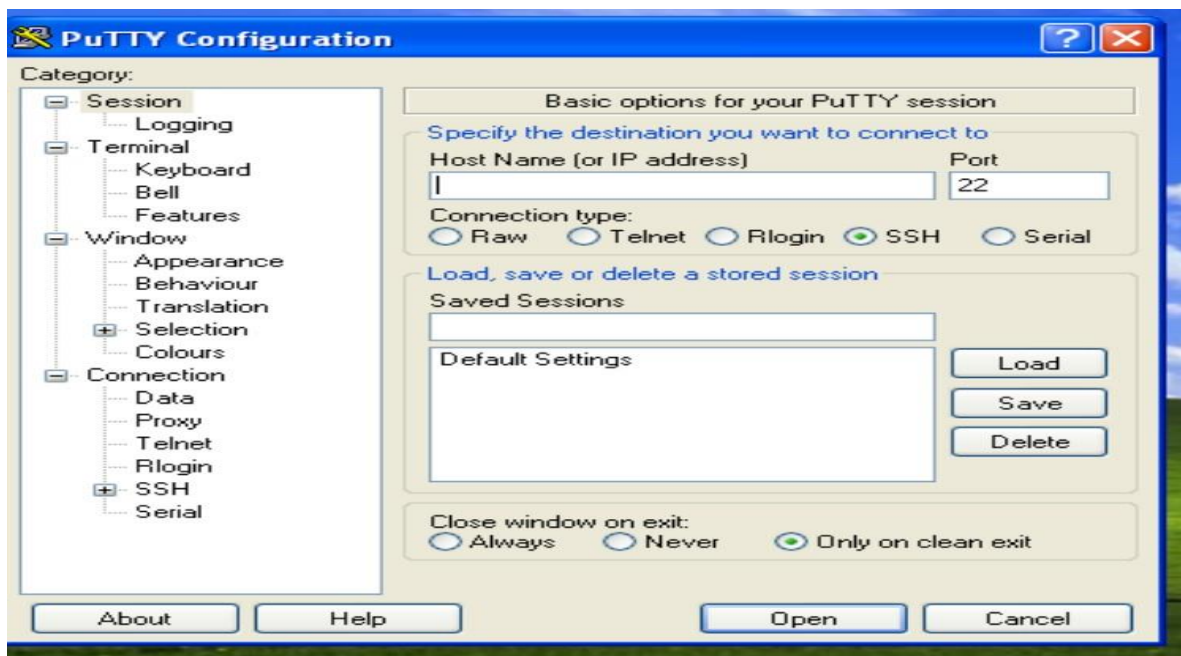 PuTTY Configuration
Category:
Session
Logging
Terminal
Keyboard
Bell
Features
Window
Appearance
Behaviour
Translation
Selection
Colours
Connection
Data
Proxy
Telnet
Rlogin
SSH
Serial
Basic options for your PuTTY session
Specify the destination you want to connect to
Host Name (or IP address) Port
22
Connection type:
Raw Telnet Rlogin SSH Serial
Load, save or delete a stored session
Saved Sessions
Default Settings
Load
Save
Delete
Close window on exit:
Always Never Only on clean exit
About Help Open Cancel